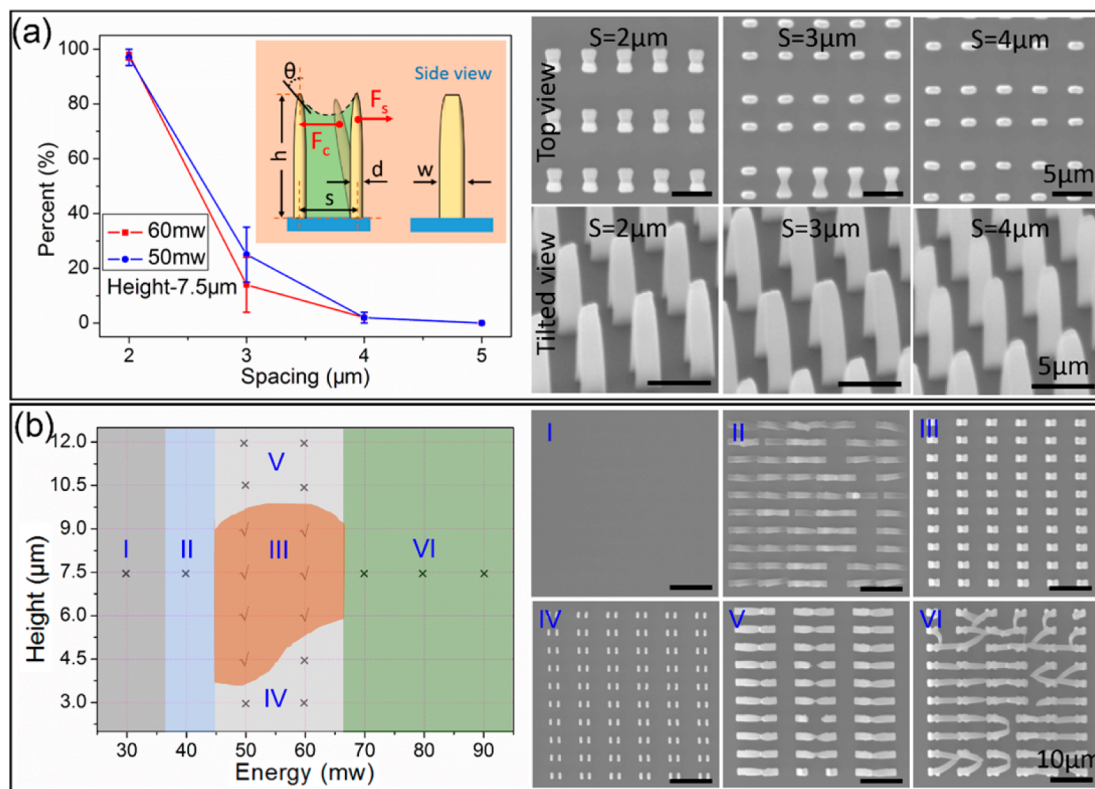 (a)
100
80
60
40
20
0
Percent (%)
2 3 4 5
Spacing (μm)
60mw
50mw
Height-7.5μm
θ
Side view
Fs
Fc
h
d
w
s
Top view
S=2μm
S=3μm
S=4μm
5μm
Tilted view
S=2μm
S=3μm
S=4μm
5μm
(b)
12.0
10.5
9.0
7.5
6.0
4.5
3.0
Height (μm)
V
I
II
III
VI
IV
30 40 50 60 70 80 90
Energy (mw)
I
II
III
IV
V
VI
10μm